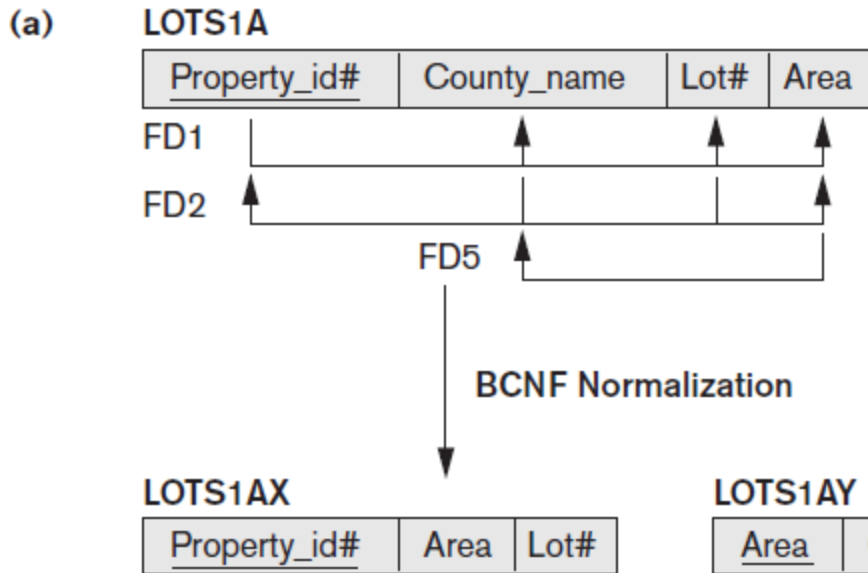 (a)
LOTS1A
Property_id# County_name Lot# Area
FD1
FD2
FD5
BCNF Normalization
LOTS1AX LOTS1AY
Property_id# Area Lot# Area